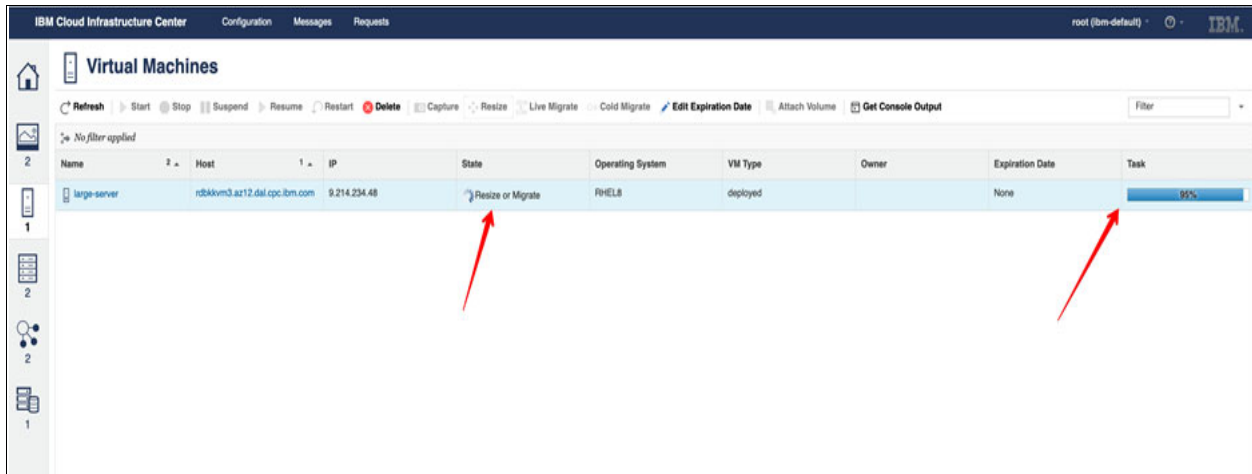 IBM Cloud Infrastructure Center Configuration Messages Requests root (ibm-default) IBM.
Virtual Machines
Refresh Start Stop Suspend Resume Restart Delete Capture Resize Live Migrate Cold Migrate Edit Expiration Date Attach Volume Get Console Output Filter
No filter applied
2
Name 2 Host 1 IP State Operating System VM Type Owner Expiration Date Task
large-server rdbkkvm3.az12.dal.cpc.ibm.com 9.214.234.48 Resize or Migrate RHEL8 deployed None 95%
1
2
2
1